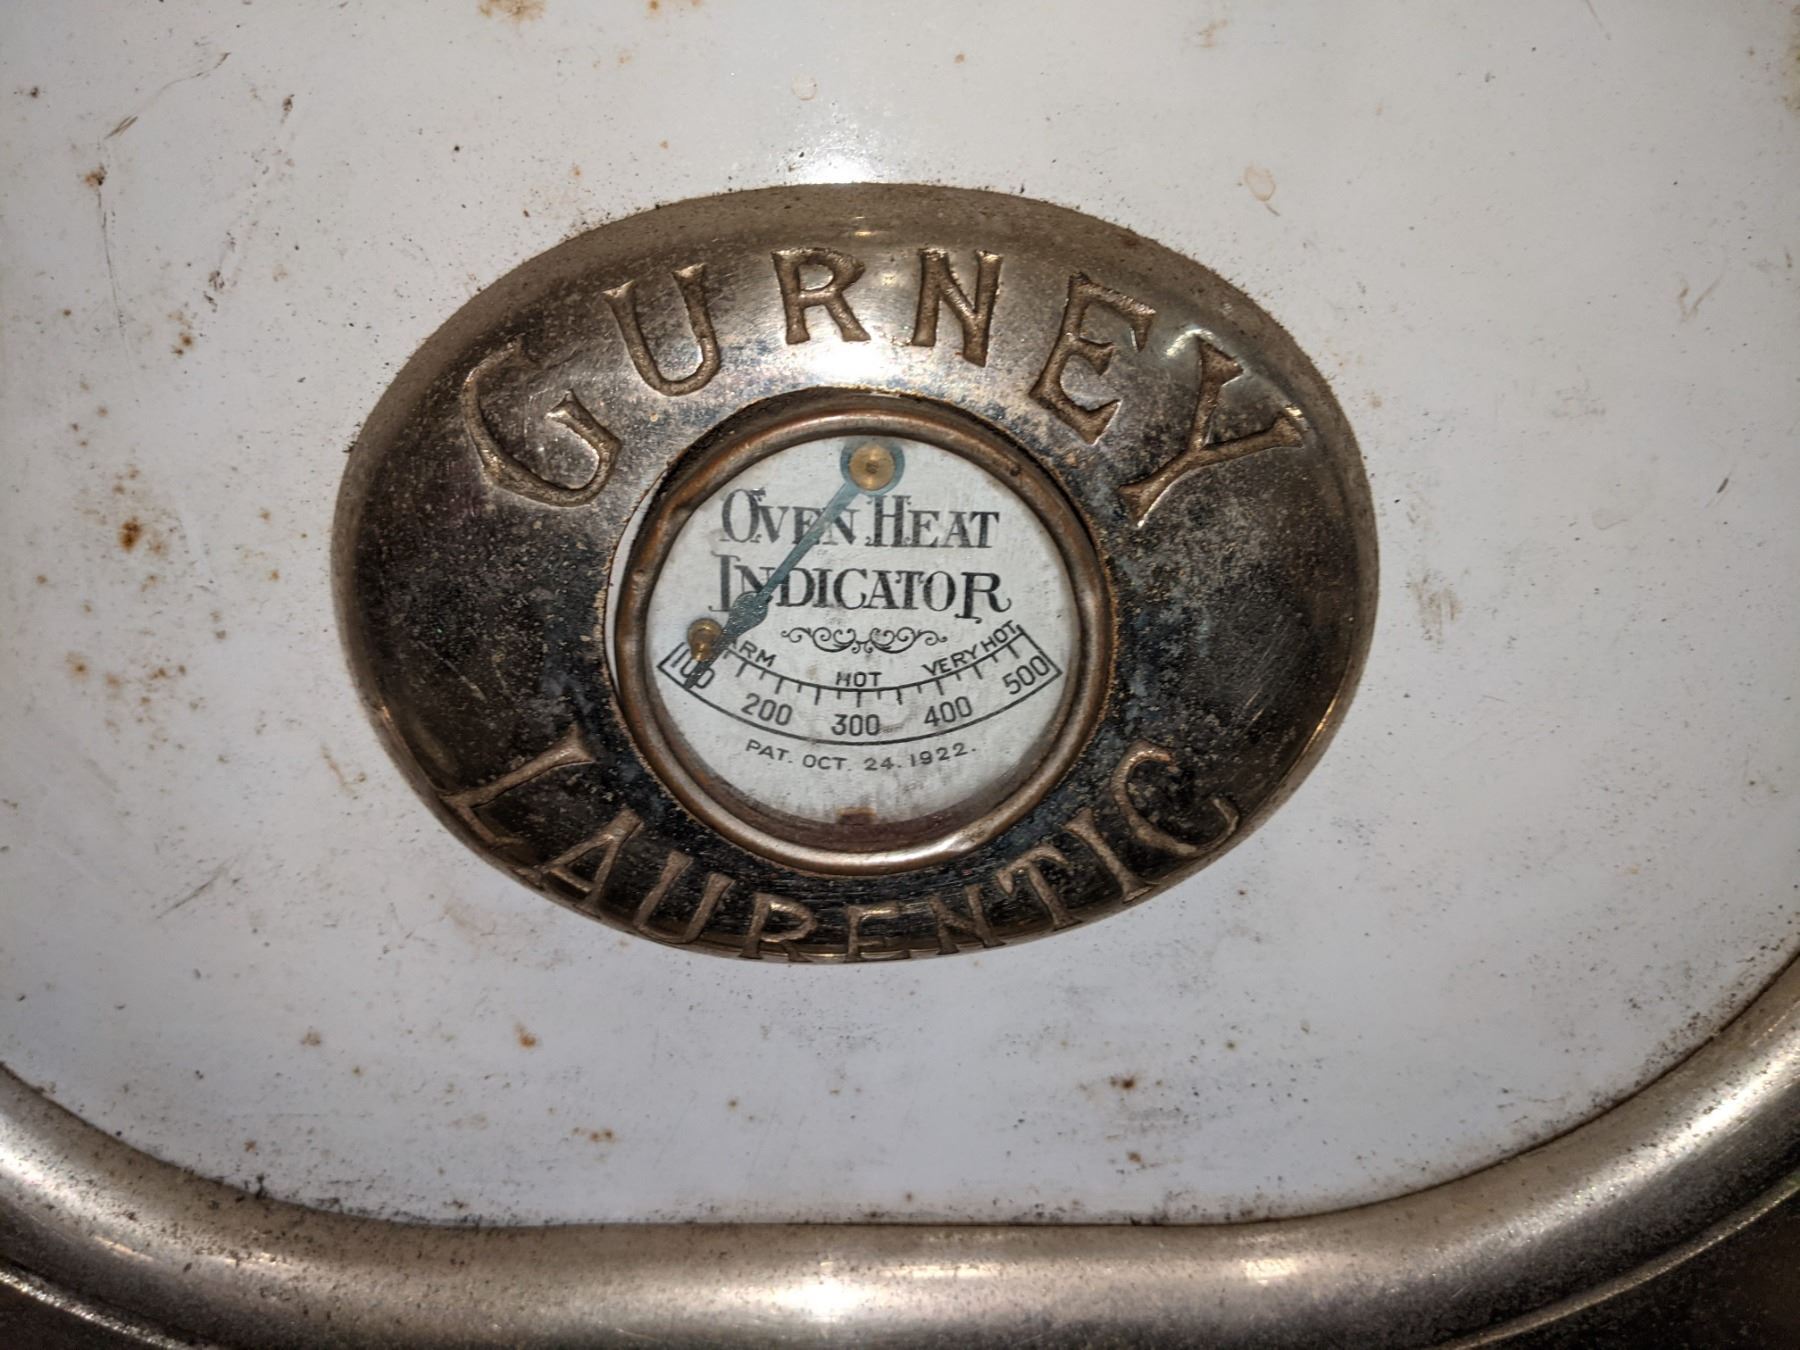 GURNEY
OVEN HEAT
INDICATOR
WARM HOT VERY HOT
100 200 300 400 500
PAT. OCT. 24. 1922.
LAURENTIC